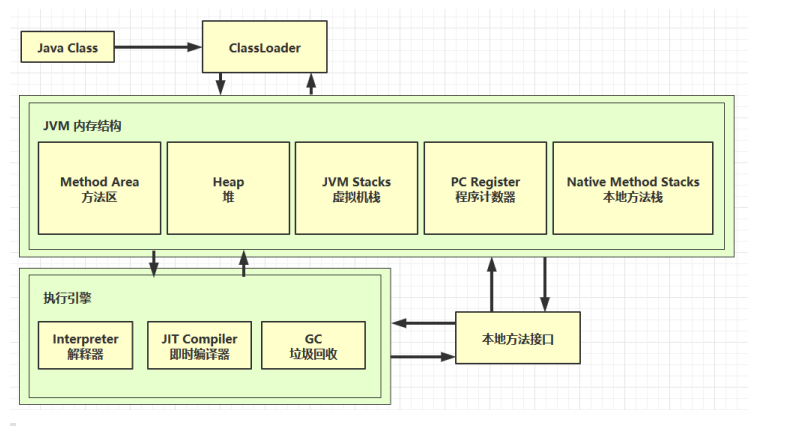 Java Class
ClassLoader
JVM 内存结构
Method Area
方法区
Heap
堆
JVM Stacks
虚拟机栈
PC Register
程序计数器
Native Method Stacks
本地方法栈
执行引擎
Interpreter
解释器
JIT Compiler
即时编译器
GC
垃圾回收
本地方法接口